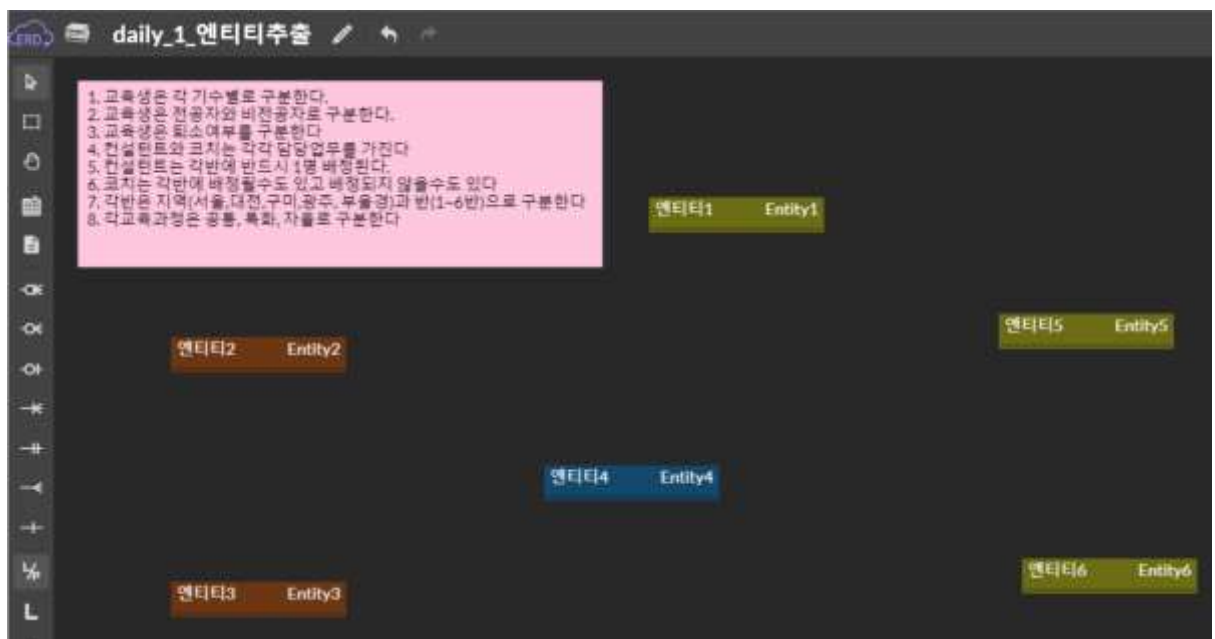 ERD
daily_1_엔티티추출
1. 교육생은 각 기수별로 구분한다.
2. 교육생은 전공자와 비전공자로 구분한다.
3. 교육생은 퇴소여부를 구분한다
4. 컨설턴트와 코치는 각각 담당업무를 가진다
5. 컨설턴트는 각반에 반드시 1명 배정된다.
6. 코치는 각반에 배정될수도 있고 배정되지 않을수도 있다
7. 각반은 지역(서울,대전,구미,광주, 부울경)과 반(1~6반)으로 구분한다
8. 각교육과정은 공통, 특화, 자율로 구분한다
엔티티1 Entity1
엔티티5 Entity5
엔티티2 Entity2
엔티티4 Entity4
엔티티6 Entity6
엔티티3 Entity3